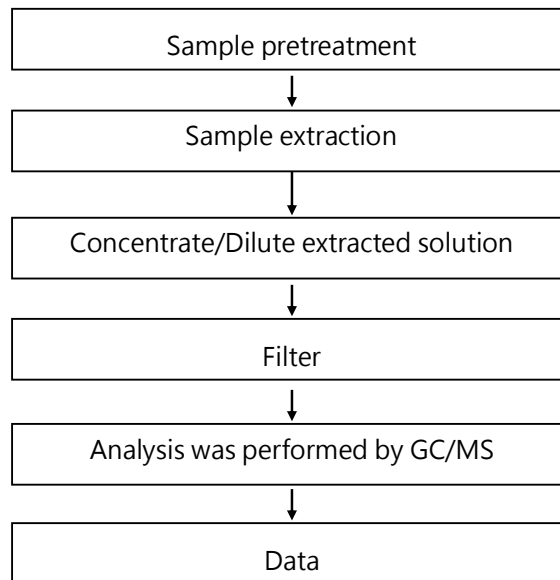 Sample pretreatment
Sample extraction
Concentrate/Dilute extracted solution
Filter
Analysis was performed by GC/MS
Data